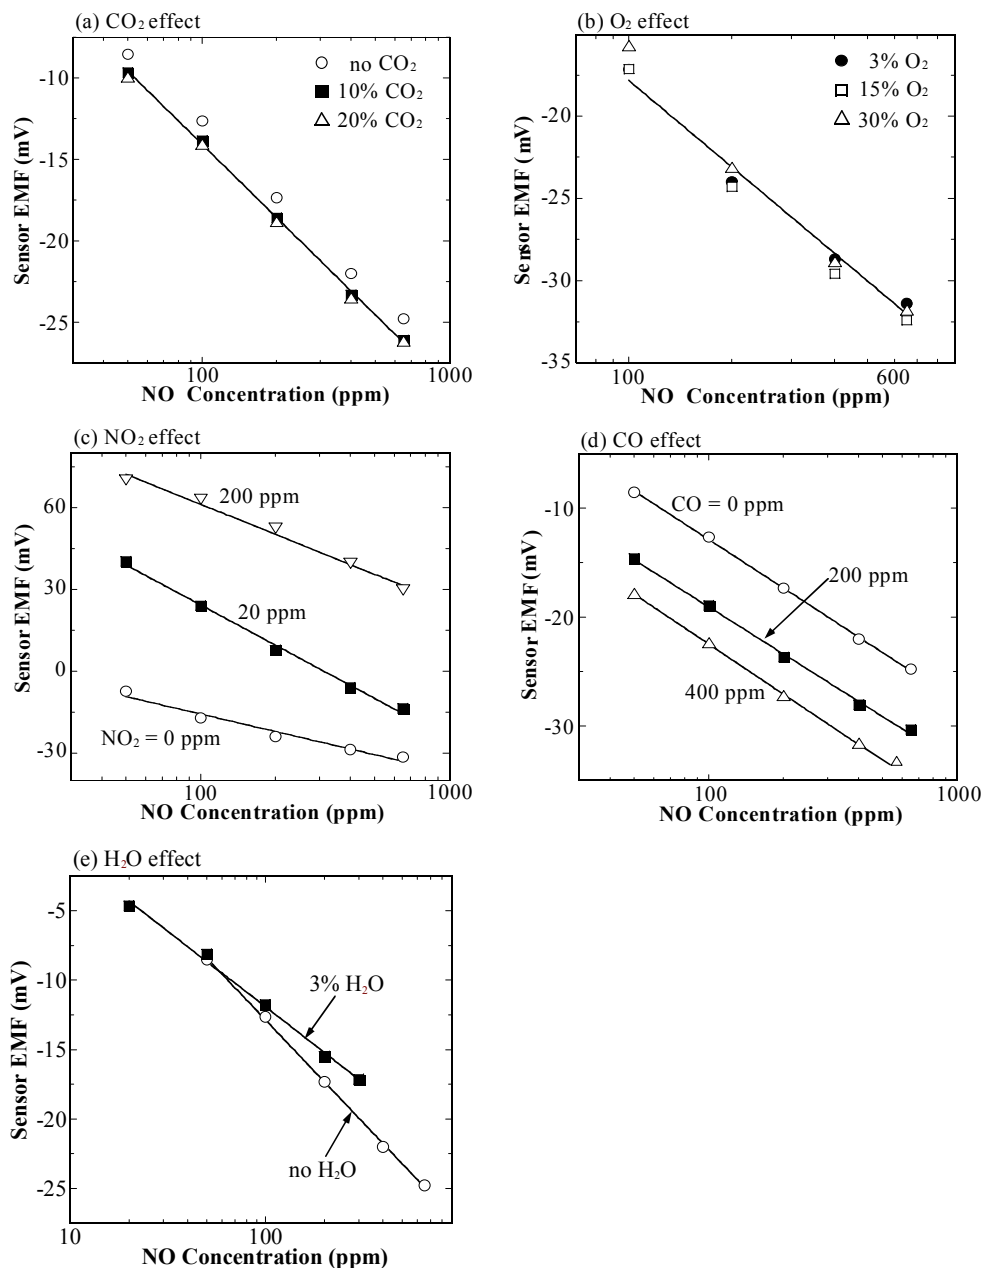 (a) CO₂ effect
no CO₂
10% CO₂
20% CO₂
-10
-15
-20
-25
100
1000
Sensor EMF (mV)
NO Concentration (ppm)
(b) O₂ effect
3% O₂
15% O₂
30% O₂
-20
-25
-30
-35
100
600
Sensor EMF (mV)
NO Concentration (ppm)
(c) NO₂ effect
200 ppm
20 ppm
NO₂ = 0 ppm
60
30
0
-30
100
1000
Sensor EMF (mV)
NO Concentration (ppm)
(d) CO effect
CO = 0 ppm
200 ppm
400 ppm
-10
-20
-30
100
1000
Sensor EMF (mV)
NO Concentration (ppm)
(e) H₂O effect
3% H₂O
no H₂O
-5
-10
-15
-20
-25
10
100
Sensor EMF (mV)
NO Concentration (ppm)